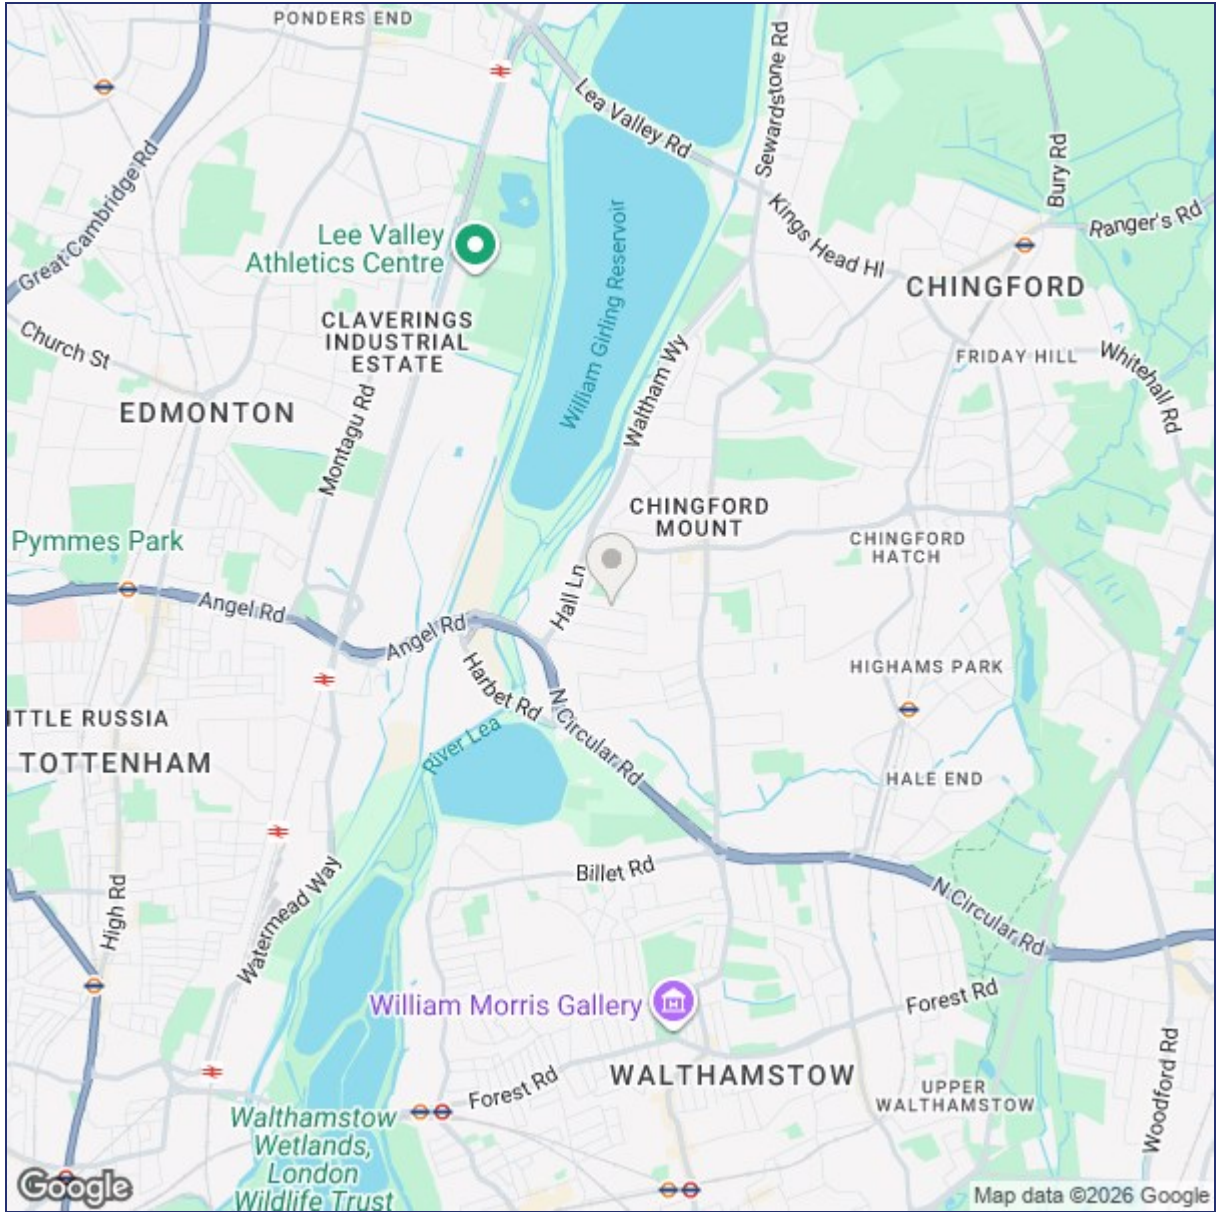 PONDERS END
Lea Valley Rd
Sewardstone Rd
Great Cambridge Rd
Bury Rd
Ranger's Rd
Kings Head Hl
Lee Valley
Athletics Centre
William Girling Reservoir
CHINGFORD
CLAVERINGS
INDUSTRIAL
ESTATE
Church St
FRIDAY HILL
Whitehall Rd
Waltham Wy
EDMONTON
Montagu Rd
CHINGFORD
MOUNT
Pymmes Park
CHINGFORD
HATCH
Hall Ln
Angel Rd
Angel Rd
Harbet Rd
HIGHAMS PARK
N Circular Rd
ITTLE RUSSIA
River Lea
TOTTENHAM
HALE END
Billet Rd
High Rd
Watermead Way
N Circular Rd
William Morris Gallery
Forest Rd
WALTHAMSTOW
Forest Rd
UPPER
WALTHAMSTOW
Woodford Rd
Walthamstow
Wetlands,
London
Wildlife Trust
Google
Map data ©2026 Google